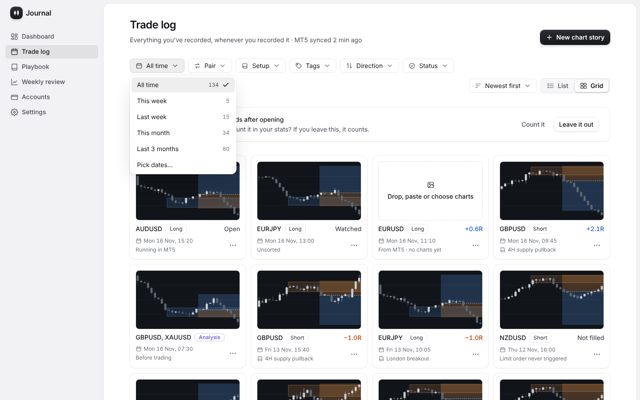 Journal
Dashboard
Trade log
Playbook
Weekly review
Accounts
Settings
Trade log
Everything you've recorded, whenever you recorded it · MT5 synced 2 min ago
New chart story
All time
Pair
Setup
Tags
Direction
Status
Newest first
List
Grid
All time 134
This week 5
Last week 15
This month 34
Last 3 months 80
Pick dates...
after opening
count it in your stats? If you leave this, it counts.
Count it
Leave it out
AUDUSD Long Open
Mon 16 Nov, 15:20
Running in MT5
EURJPY Long Watched
Mon 16 Nov, 13:00
Unsorted
Drop, paste or choose charts
EURUSD Long +0.6R
Mon 16 Nov, 11:10
From MT5 · no charts yet
GBPUSD Short +2.1R
Mon 16 Nov, 09:45
4H supply pullback
GBPUSD, XAUUSD Analysis
Mon 16 Nov, 07:30
Before trading
GBPUSD Short −1.0R
Fri 13 Nov, 15:40
4H supply pullback
EURJPY Long −1.0R
Fri 13 Nov, 10:05
London breakout
NZDUSD Short Not filled
Thu 12 Nov, 16:00
Limit order never triggered